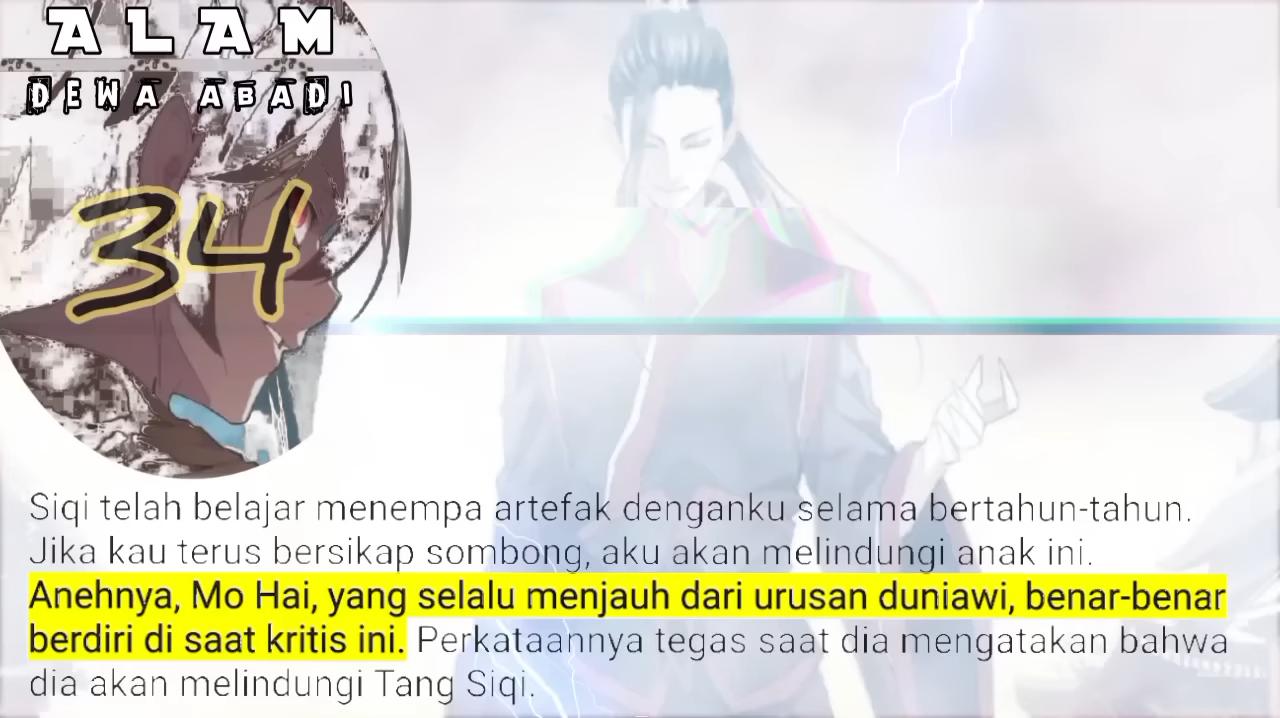 ALAM
DEWA ABADI
34
Siqi telah belajar menempa artefak denganku selama bertahun-tahun.
Jika kau terus bersikap sombong, aku akan melindungi anak ini.
Anehnya, Mo Hai, yang selalu menjauh dari urusan duniawi, benar-benar
berdiri di saat kritis ini. Perkataannya tegas saat dia mengatakan bahwa
dia akan melindungi Tang Siqi.